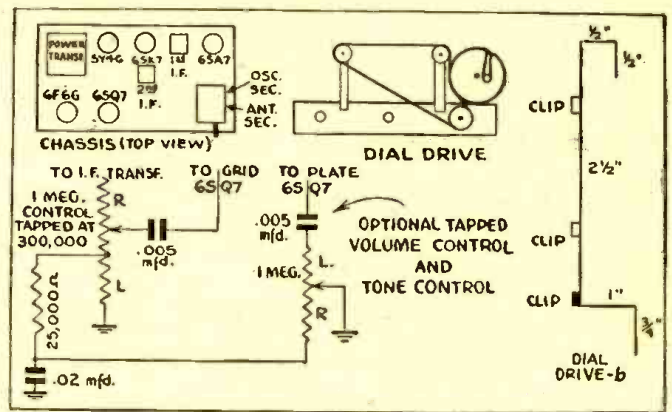 POWER
TRANSF.
5Y4G
6SK7
1st
I.F.
6SA7
2nd
I.F.
6F6G
6SQ7
OSC.
SEC.
ANT.
SEC.
CHASSIS (TOP VIEW)
DIAL DRIVE
TO I.F. TRANSF.
1 MEG.
CONTROL
TAPPED AT
300,000
R
L
25,000Ω
.02 mfd.
.005
mfd.
TO GRID
6SQ7
TO PLATE
6SQ7
.005
mfd.
1 MEG.
L
R
OPTIONAL TAPPED
VOLUME CONTROL
AND
TONE CONTROL
½"
½"
CLIP
2½"
CLIP
CLIP
1"
¾"
DIAL
DRIVE-b